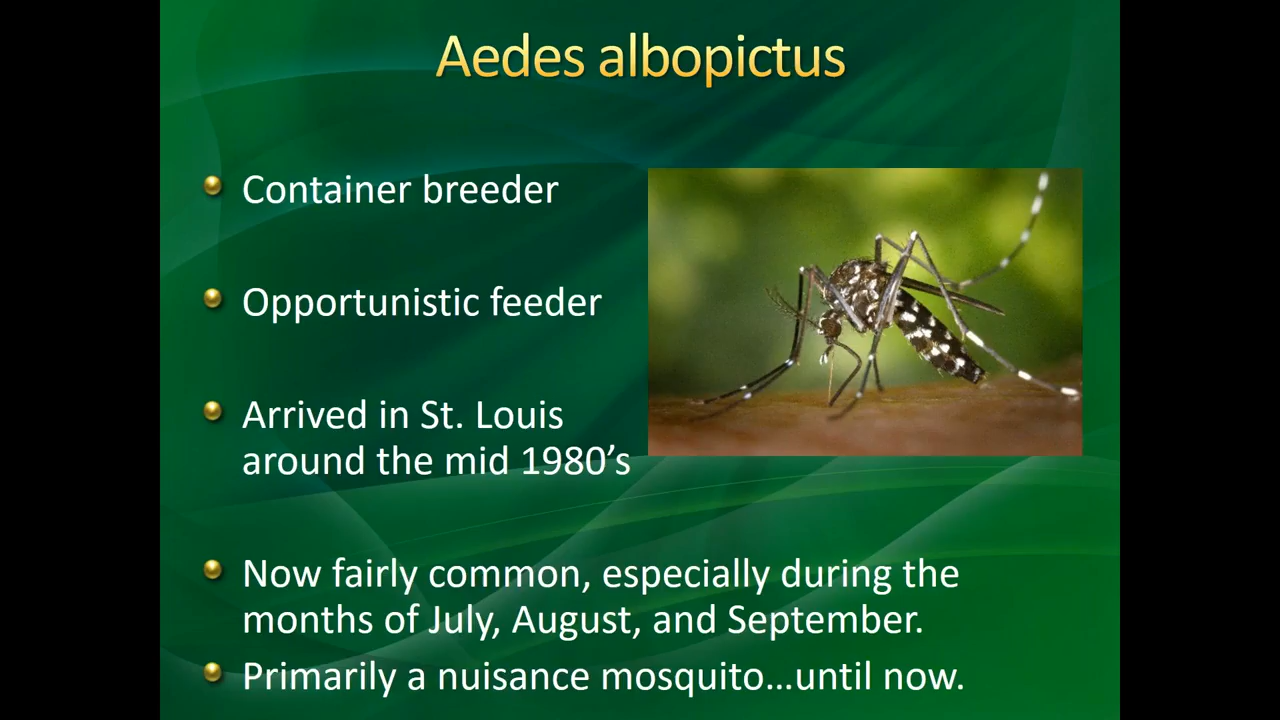 Aedes albopictus
Container breeder
Opportunistic feeder
Arrived in St. Louis
around the mid 1980’s
Now fairly common, especially during the
months of July, August, and September.
Primarily a nuisance mosquito…until now.